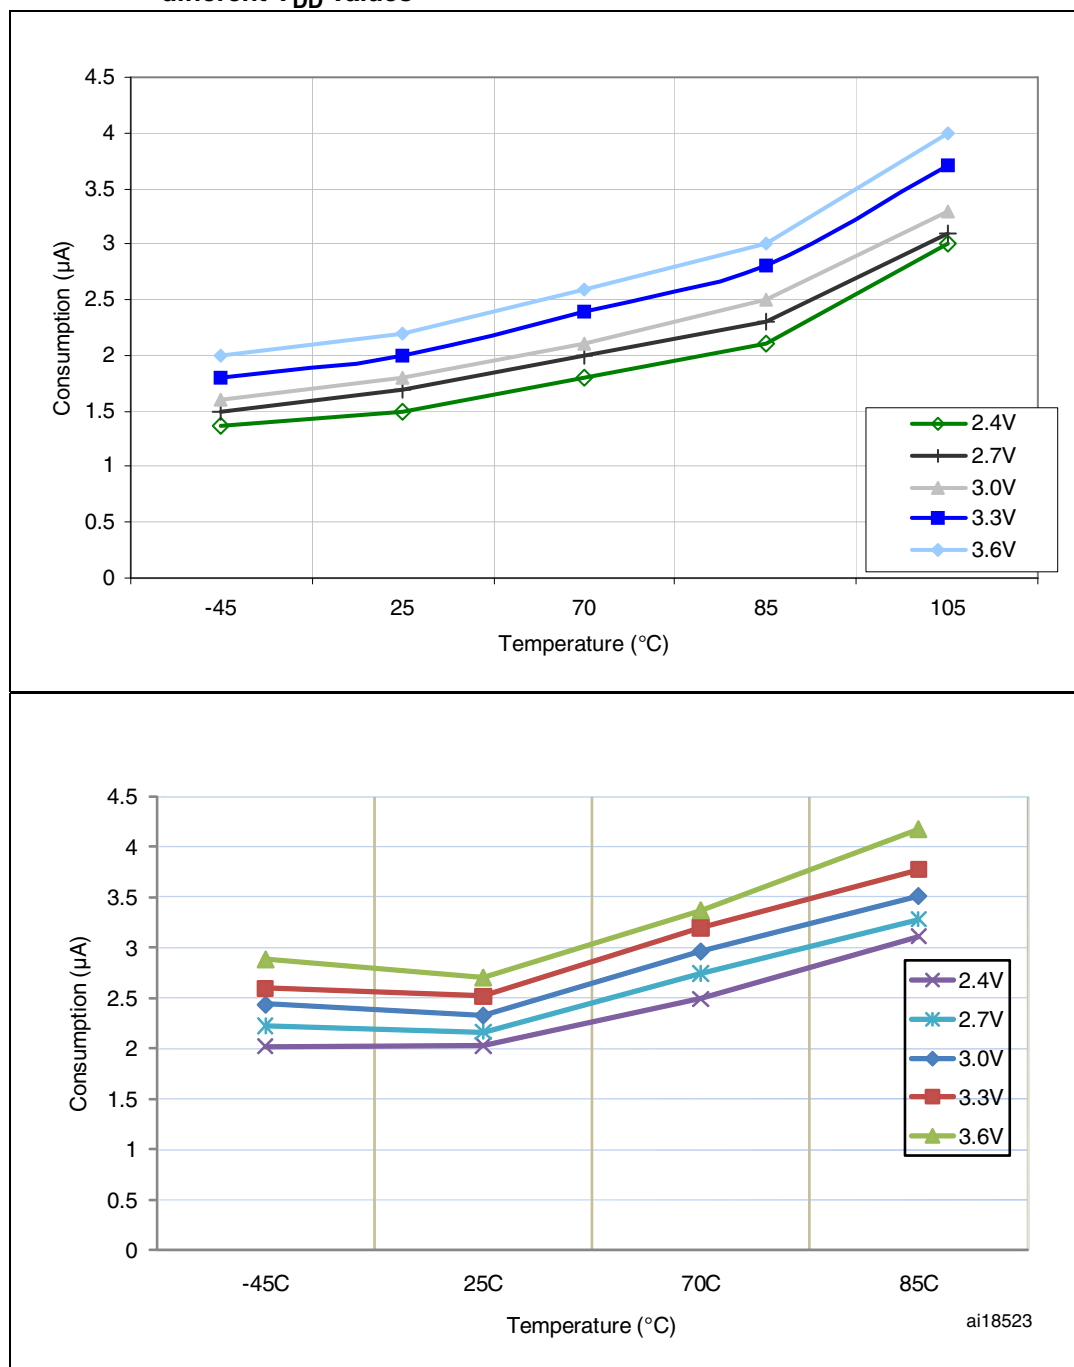 different VDD values
4.5
4
3.5
3
2.5
2
1.5
1
0.5
0
Consumption (µA)
-45 25 70 85 105
Temperature (°C)
2.4V
2.7V
3.0V
3.3V
3.6V
4.5
4
3.5
3
2.5
2
1.5
1
0.5
0
Consumption (µA)
-45C 25C 70C 85C
Temperature (°C)
2.4V
2.7V
3.0V
3.3V
3.6V
ai18523